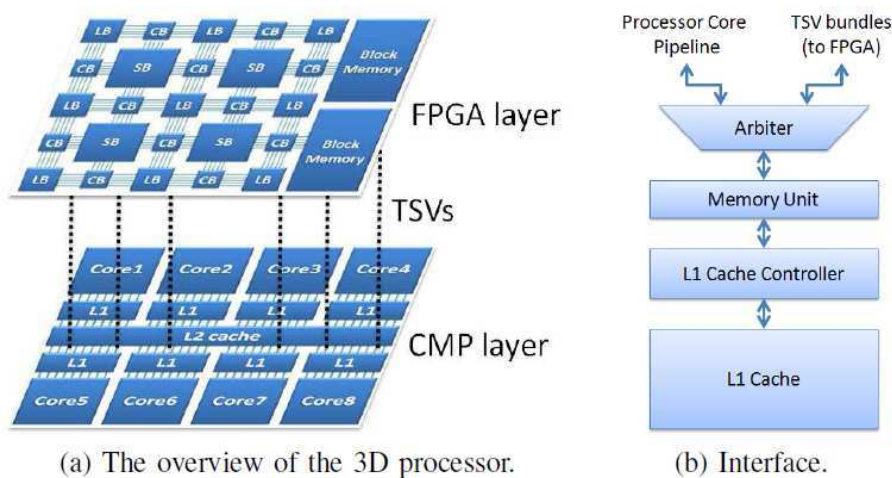 LB CB LB CB LB
Block
Memory
CB SB CB SB CB
LB CB LB CB LB
Block
Memory
CB SB CB SB CB
LB CB LB CB LB
FPGA layer
TSVs
Core1 Core2 Core3 Core4
L1 L1 L1 L1
L2 cache
CMP layer
L1 L1 L1 L1
Core5 Core6 Core7 Core8
(a) The overview of the 3D processor.
Processor Core
Pipeline
TSV bundles
(to FPGA)
Arbiter
Memory Unit
L1 Cache Controller
L1 Cache
(b) Interface.